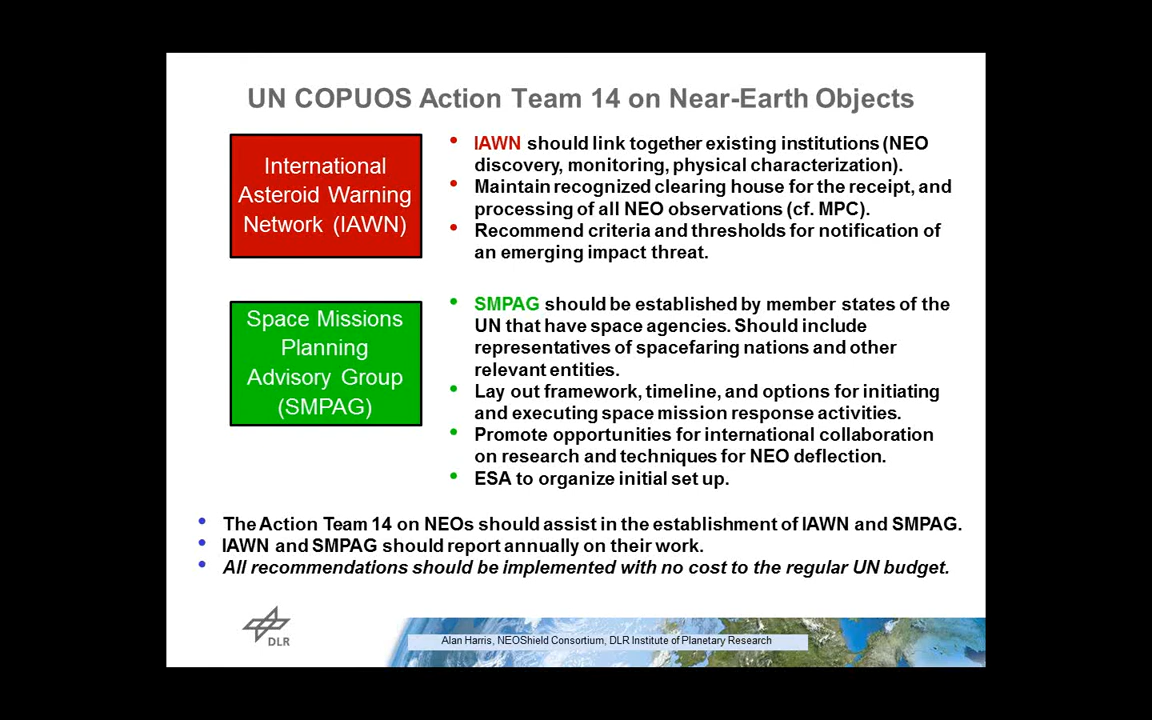 UN COPUOS Action Team 14 on Near-Earth Objects
International
Asteroid Warning
Network (IAWN)
• IAWN should link together existing institutions (NEO
discovery, monitoring, physical characterization).
• Maintain recognized clearing house for the receipt, and
processing of all NEO observations (cf. MPC).
• Recommend criteria and thresholds for notification of
an emerging impact threat.
Space Missions
Planning
Advisory Group
(SMPAG)
• SMPAG should be established by member states of the
UN that have space agencies. Should include
representatives of spacefaring nations and other
relevant entities.
• Lay out framework, timeline, and options for initiating
and executing space mission response activities.
• Promote opportunities for international collaboration
on research and techniques for NEO deflection.
• ESA to organize initial set up.
• The Action Team 14 on NEOs should assist in the establishment of IAWN and SMPAG.
• IAWN and SMPAG should report annually on their work.
• All recommendations should be implemented with no cost to the regular UN budget.
DLR
Alan Harris, NEOShield Consortium, DLR Institute of Planetary Research